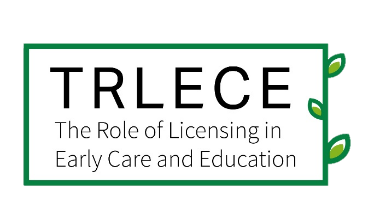 TRLECE
The Role of Licensing in
Early Care and Education